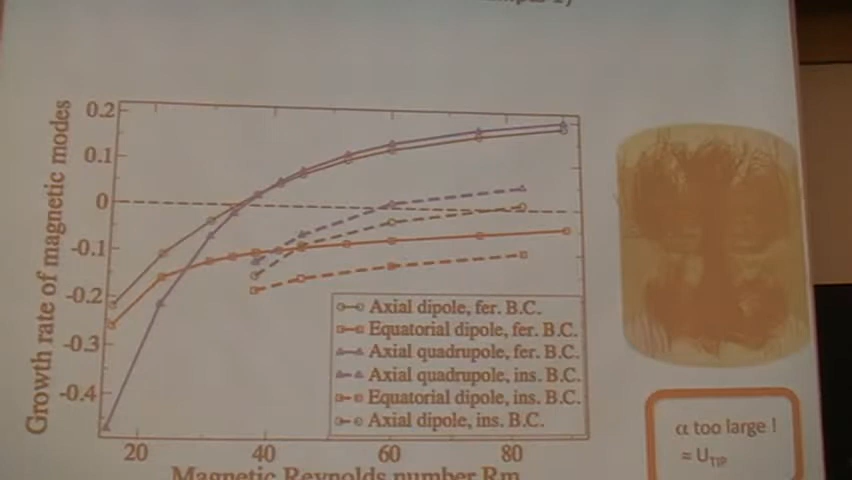 0.2
0.1
0
-0.1
-0.2
-0.3
-0.4
Growth rate of magnetic modes
Axial dipole, fer. B.C.
Equatorial dipole, fer. B.C.
Axial quadrupole, fer. B.C.
Axial quadrupole, ins. B.C.
Equatorial dipole, ins. B.C.
Axial dipole, ins. B.C.
20 40 60 80
Magnetic Reynolds number Rm
α too large !
= U_TIP